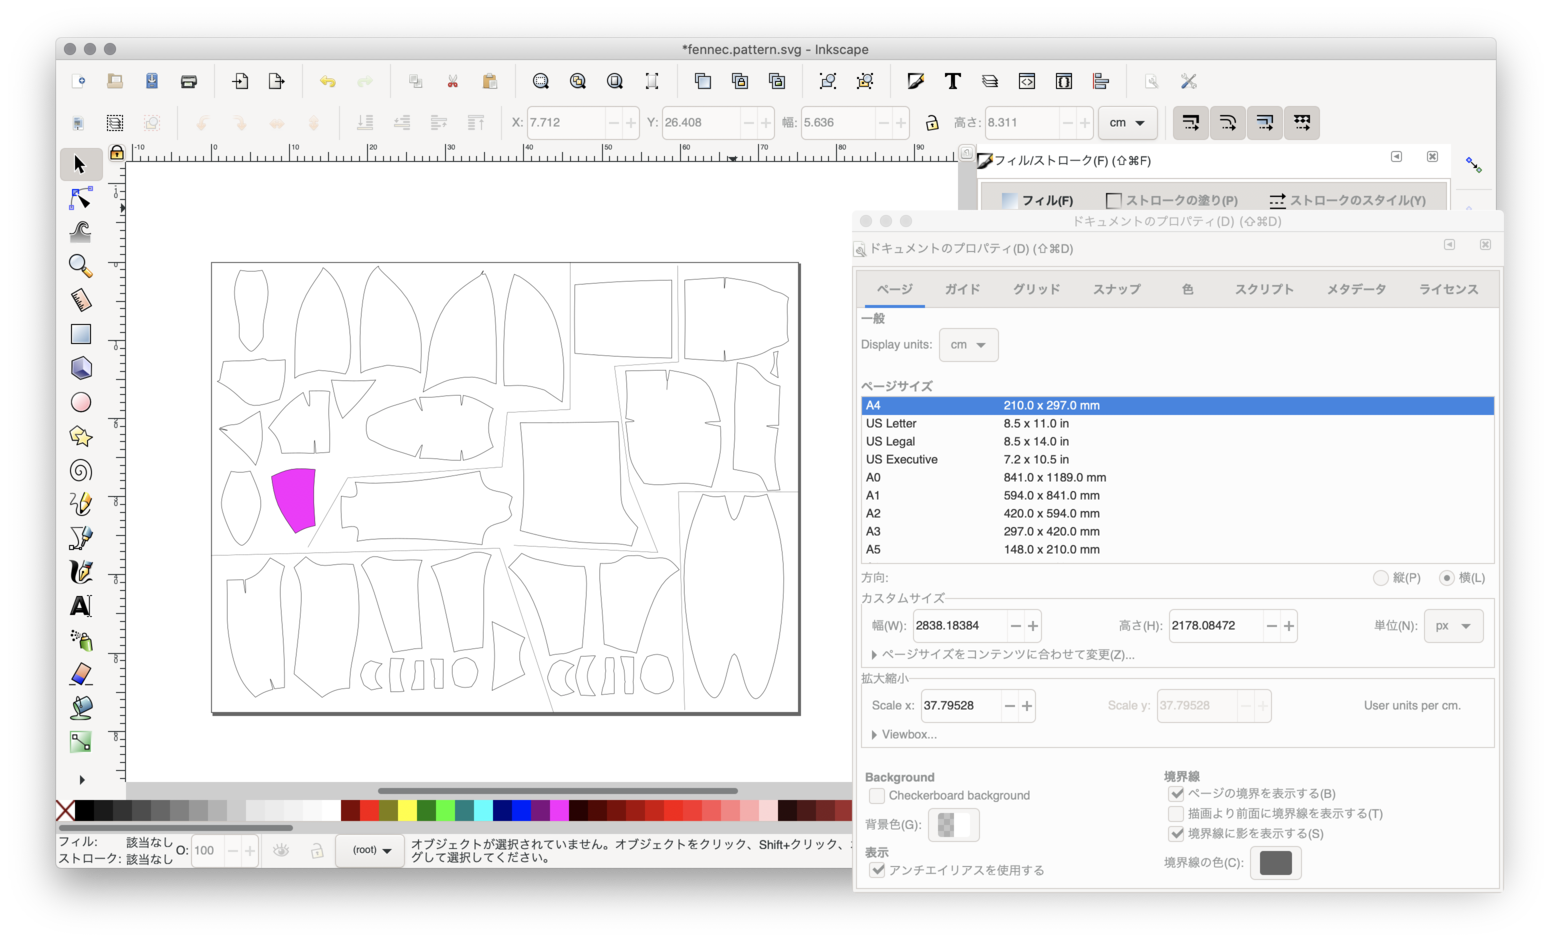 *fennec.pattern.svg - Inkscape
X: 7.712 Y: 26.408 幅: 5.636 高さ: 8.311 cm
-10 0 10 20 30 40 50 60 70 80 90
フィル/ストローク(F) (⇧⌘F)
フィル(F) ストロークの塗り(P) ストロークのスタイル(Y)
ドキュメントのプロパティ(D) (⇧⌘D)
ドキュメントのプロパティ(D) (⇧⌘D)
ページ ガイド グリッド スナップ 色 スクリプト メタデータ ライセンス
一般
Display units: cm
ページサイズ
A4 210.0 x 297.0 mm
US Letter 8.5 x 11.0 in
US Legal 8.5 x 14.0 in
US Executive 7.2 x 10.5 in
A0 841.0 x 1189.0 mm
A1 594.0 x 841.0 mm
A2 420.0 x 594.0 mm
A3 297.0 x 420.0 mm
A5 148.0 x 210.0 mm
方向: 縦(P) 横(L)
カスタムサイズ
幅(W): 2838.18384 高さ(H): 2178.08472 単位(N): px
ページサイズをコンテンツに合わせて変更(Z)...
拡大縮小
Scale x: 37.79528 Scale y: 37.79528 User units per cm.
Viewbox...
Background
Checkerboard background
背景色(G):
表示
アンチエイリアスを使用する
境界線
ページの境界を表示する(B)
描画より前面に境界線を表示する(T)
境界線に影を表示する(S)
境界線の色(C):
フィル: 該当なし
ストローク: 該当なし
O: 100
(root)
オブジェクトが選択されていません。オブジェクトをクリック、Shift+クリック、
グして選択してください。